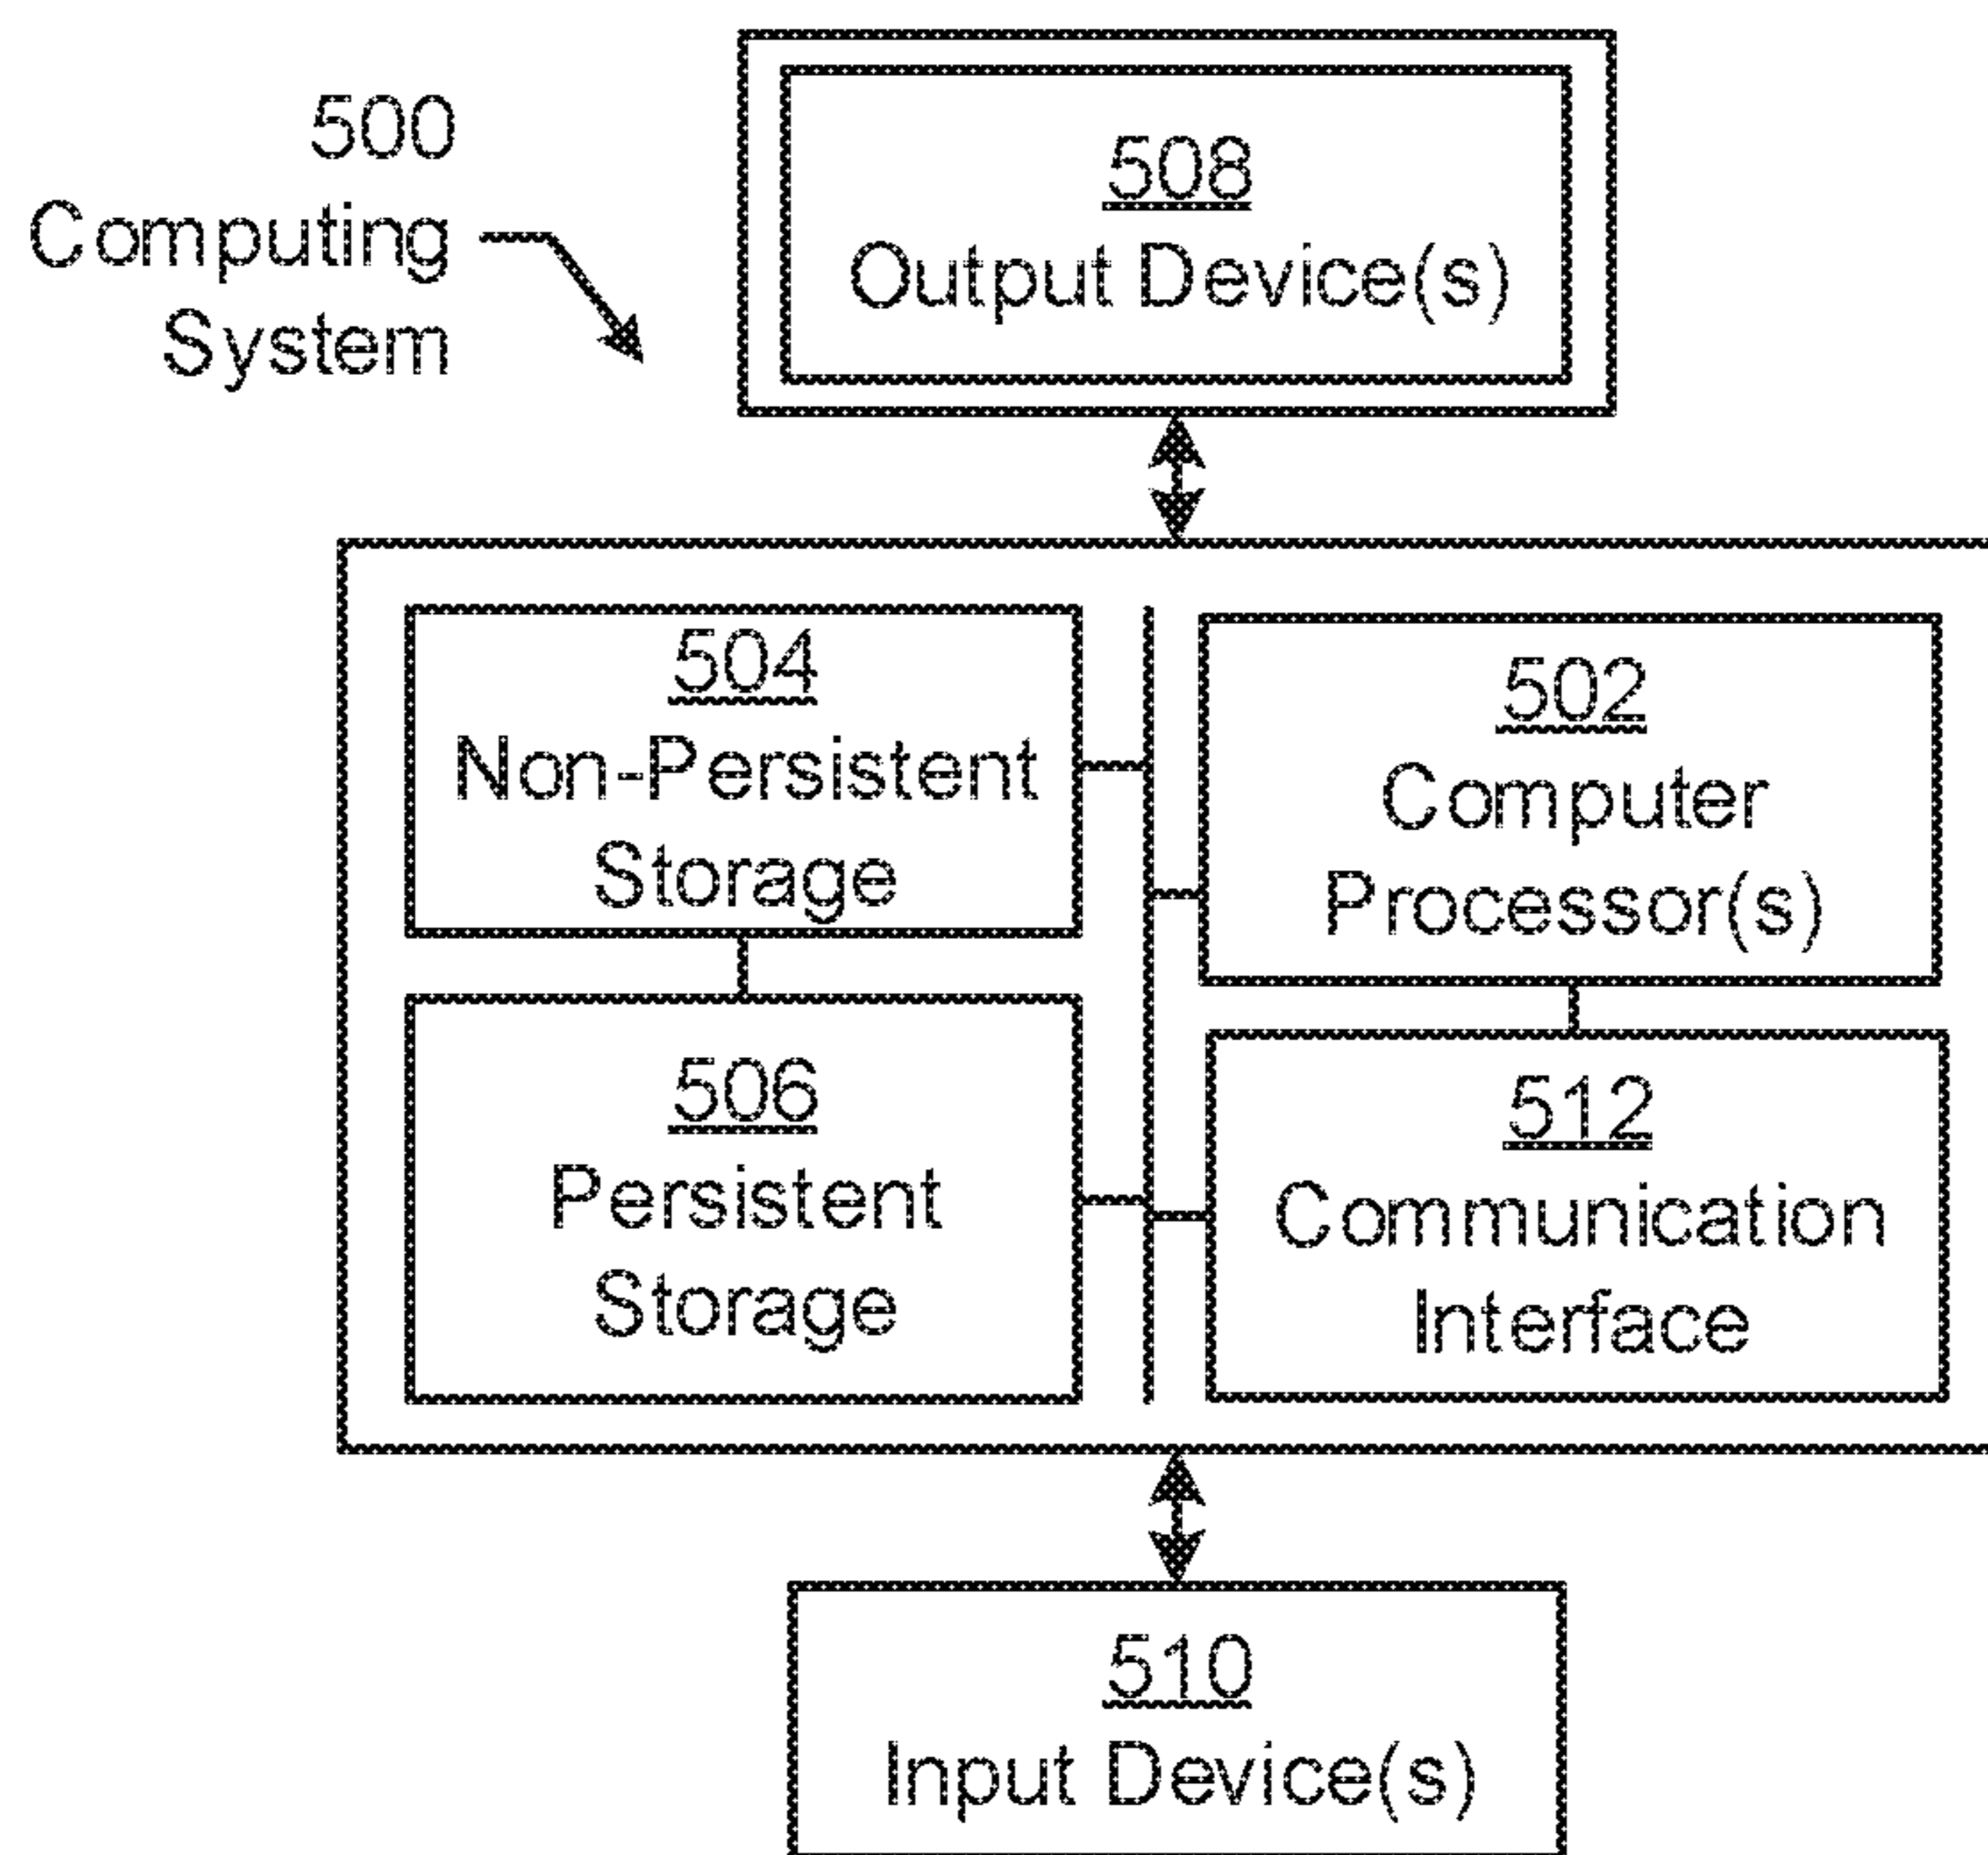 500
Computing
System
508
Output Device(s)
504
Non-Persistent
Storage
502
Computer
Processor(s)
506
Persistent
Storage
512
Communication
Interface
510
Input Device(s)